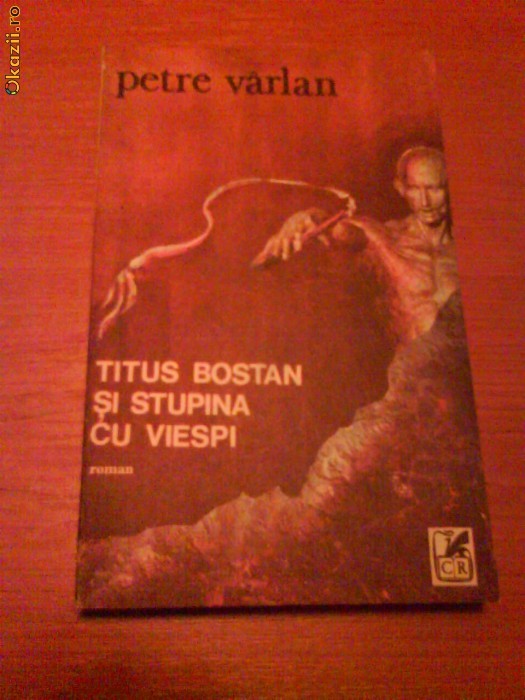 Okazii.ro
petre vârlan
TITUS BOSTAN
ȘI STUPINA
CU VIESPI
roman
CR